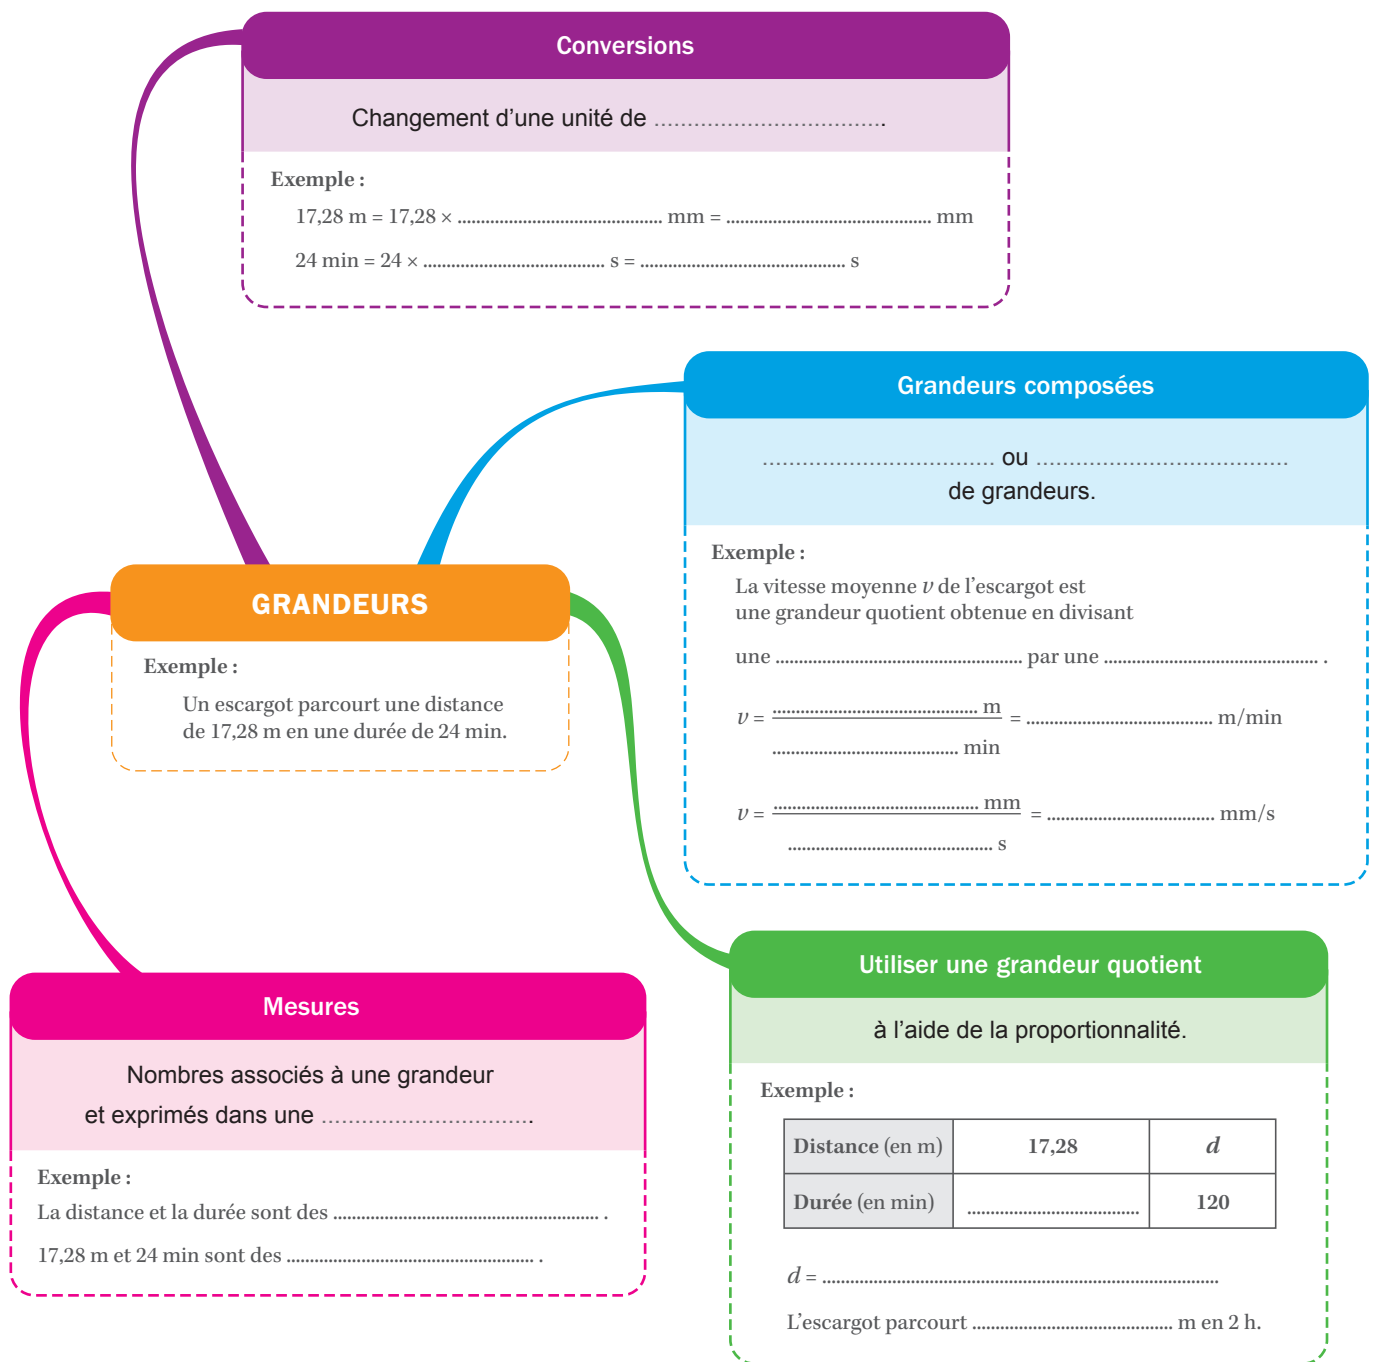 Conversions
Changement d'une unité de ...................................
Exemple :
17,28 m = 17,28 × ............................................ mm = ............................................ mm
24 min = 24 × ....................................... s = ............................................ s
Grandeurs composées
................................... ou ......................................
de grandeurs.
Exemple :
La vitesse moyenne v de l'escargot est
une grandeur quotient obtenue en divisant
une ..................................................... par une .............................................. .
v = ............................................ m / ........................................ min = ........................................ m/min
v = ............................................ mm / ............................................ s = .................................... mm/s
GRANDEURS
Exemple :
Un escargot parcourt une distance
de 17,28 m en une durée de 24 min.
Utiliser une grandeur quotient
à l'aide de la proportionnalité.
Exemple :
Distance (en m) 17,28 d
Durée (en min) ..................................... 120
d = .....................................................................................
L'escargot parcourt ........................................... m en 2 h.
Mesures
Nombres associés à une grandeur
et exprimés dans une ................................
Exemple :
La distance et la durée sont des ......................................................... .
17,28 m et 24 min sont des ..................................................... .